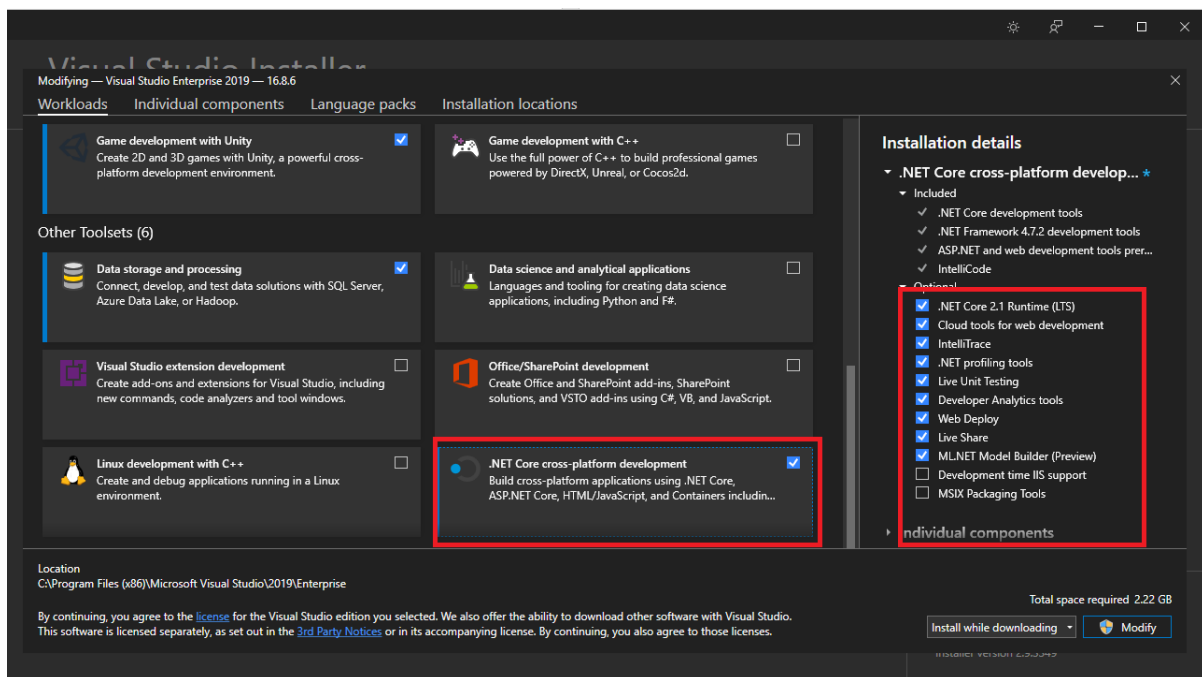 Visual Studio Installer
Modifying — Visual Studio Enterprise 2019 — 16.8.6
Workloads Individual components Language packs Installation locations
Game development with Unity
Create 2D and 3D games with Unity, a powerful cross-
platform development environment.
Game development with C++
Use the full power of C++ to build professional games
powered by DirectX, Unreal, or Cocos2d.
Other Toolsets (6)
Data storage and processing
Connect, develop, and test data solutions with SQL Server,
Azure Data Lake, or Hadoop.
Data science and analytical applications
Languages and tooling for creating data science
applications, including Python and F#.
Visual Studio extension development
Create add-ons and extensions for Visual Studio, including
new commands, code analyzers and tool windows.
Office/SharePoint development
Create Office and SharePoint add-ins, SharePoint
solutions, and VSTO add-ins using C#, VB, and JavaScript.
Linux development with C++
Create and debug applications running in a Linux
environment.
.NET Core cross-platform development
Build cross-platform applications using .NET Core,
ASP.NET Core, HTML/JavaScript, and Containers includin...
Installation details
.NET Core cross-platform develop... *
Included
.NET Core development tools
.NET Framework 4.7.2 development tools
ASP.NET and web development tools prer...
IntelliCode
Optional
.NET Core 2.1 Runtime (LTS)
Cloud tools for web development
IntelliTrace
.NET profiling tools
Live Unit Testing
Developer Analytics tools
Web Deploy
Live Share
ML.NET Model Builder (Preview)
Development time IIS support
MSIX Packaging Tools
Individual components
Location
C:\Program Files (x86)\Microsoft Visual Studio\2019\Enterprise
By continuing, you agree to the license for the Visual Studio edition you selected. We also offer the ability to download other software with Visual Studio.
This software is licensed separately, as set out in the 3rd Party Notices or in its accompanying license. By continuing, you also agree to those licenses.
Total space required 2.22 GB
Install while downloading Modify
Installer version 2.9.3349